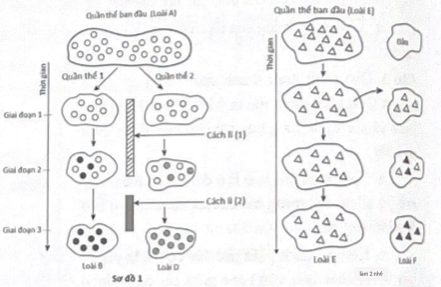 Quần thể ban đầu (Loài A)
Thời gian
Quần thể 1
Quần thể 2
Giai đoạn 1
Cách li (1)
Giai đoạn 2
Cách li (2)
Giai đoạn 3
Loài B
Loài D
Sơ đồ 1
Quần thể ban đầu (Loài E)
Thời gian
Đảo
Loài E
Loài F